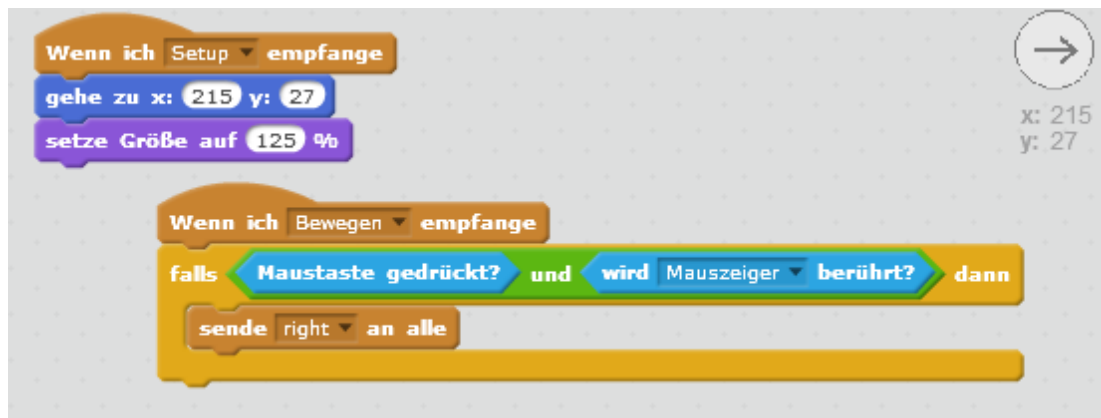 Wenn ich Setup empfange
gehe zu x: 215 y: 27
setze Größe auf 125 %
x: 215
y: 27
Wenn ich Bewegen empfange
falls Maustaste gedrückt? und wird Mauszeiger berührt? dann
sende right an alle